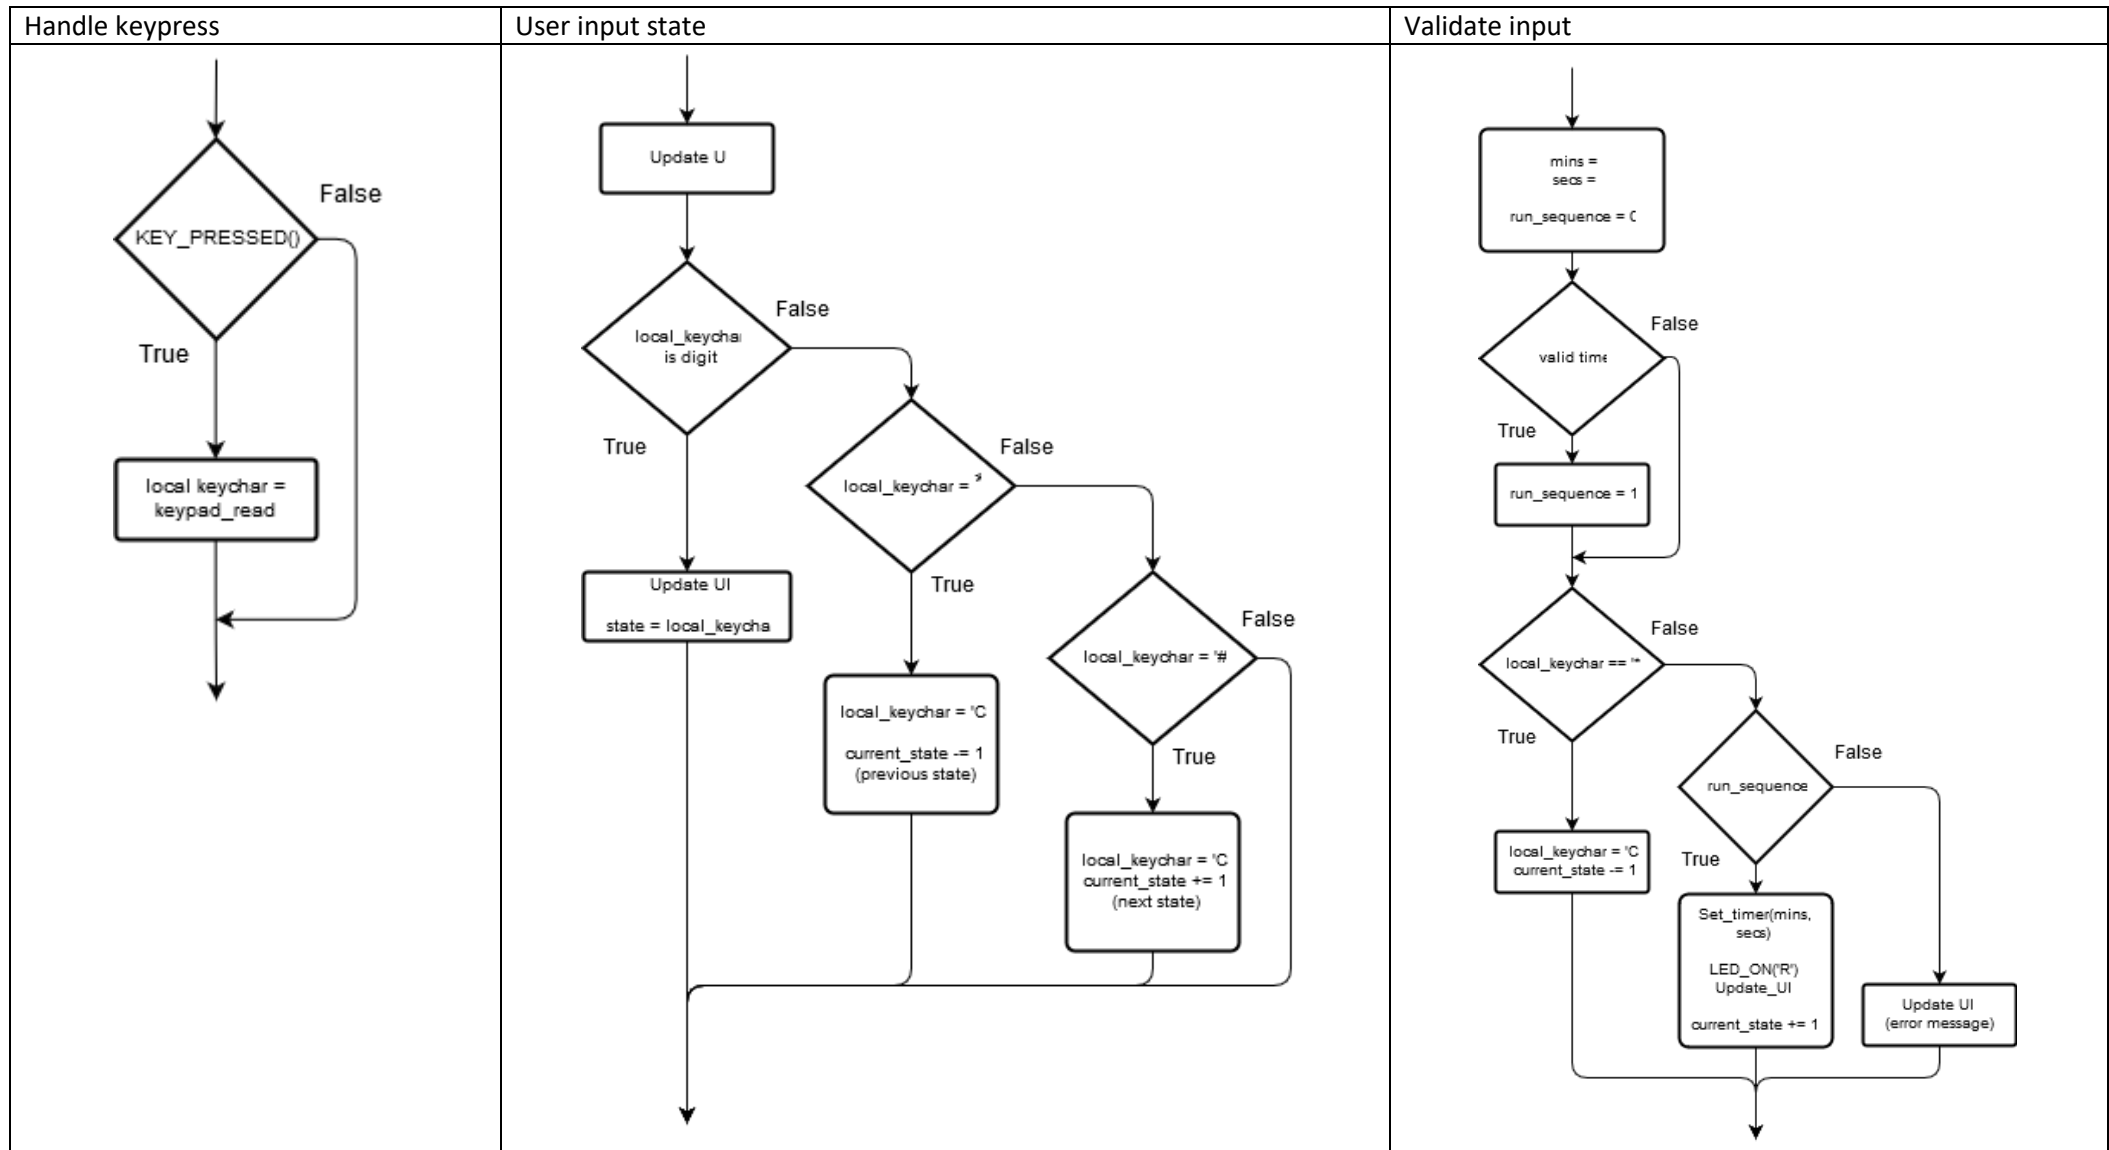 Handle keypress
KEY_PRESSED()
False
True
local keychar =
keypad_read
User input state
Update U
local_keychar
is digit
False
True
Update UI
state = local_keycha
local_keychar = '*
False
True
local_keychar = 'C
current_state -= 1
(previous state)
local_keychar = '#
False
True
local_keychar = 'C
current_state += 1
(next state)
Validate input
mins =
secs =
run_sequence = 0
valid time
False
True
run_sequence = 1
local_keychar == '*
False
True
local_keychar = 'C
current_state -= 1
run_sequence
False
True
Set_timer(mins,
secs)
LED_ON('R')
Update_UI
current_state += 1
Update UI
(error message)